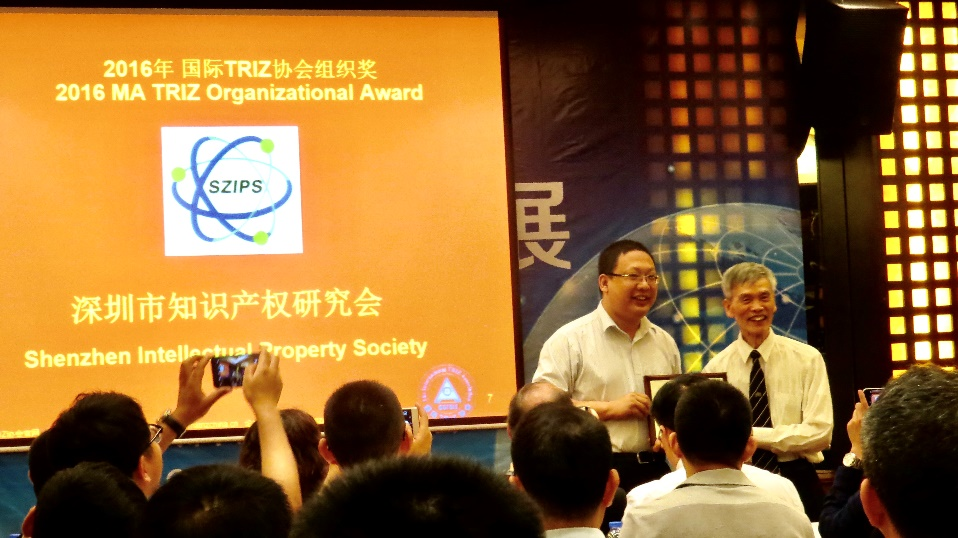 2016年 国际TRIZ协会组织奖
2016 MA TRIZ Organizational Award
SZIPS
深圳市知识产权研究会
Shenzhen Intellectual Property Society
7
展